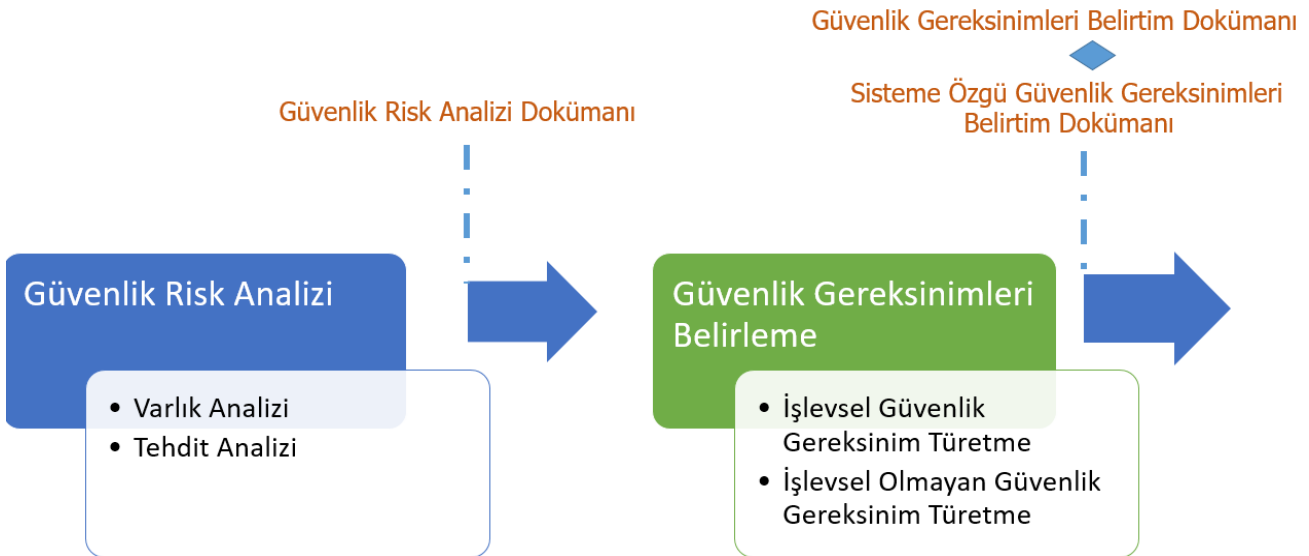 Güvenlik Gereksinimleri Belirtim Dokümanı
Sisteme Özgü Güvenlik Gereksinimleri
Belirtim Dokümanı
Güvenlik Risk Analizi Dokümanı
Güvenlik Risk Analizi
• Varlık Analizi
• Tehdit Analizi
Güvenlik Gereksinimleri
Belirleme
• İşlevsel Güvenlik
Gereksinim Türetme
• İşlevsel Olmayan Güvenlik
Gereksinim Türetme